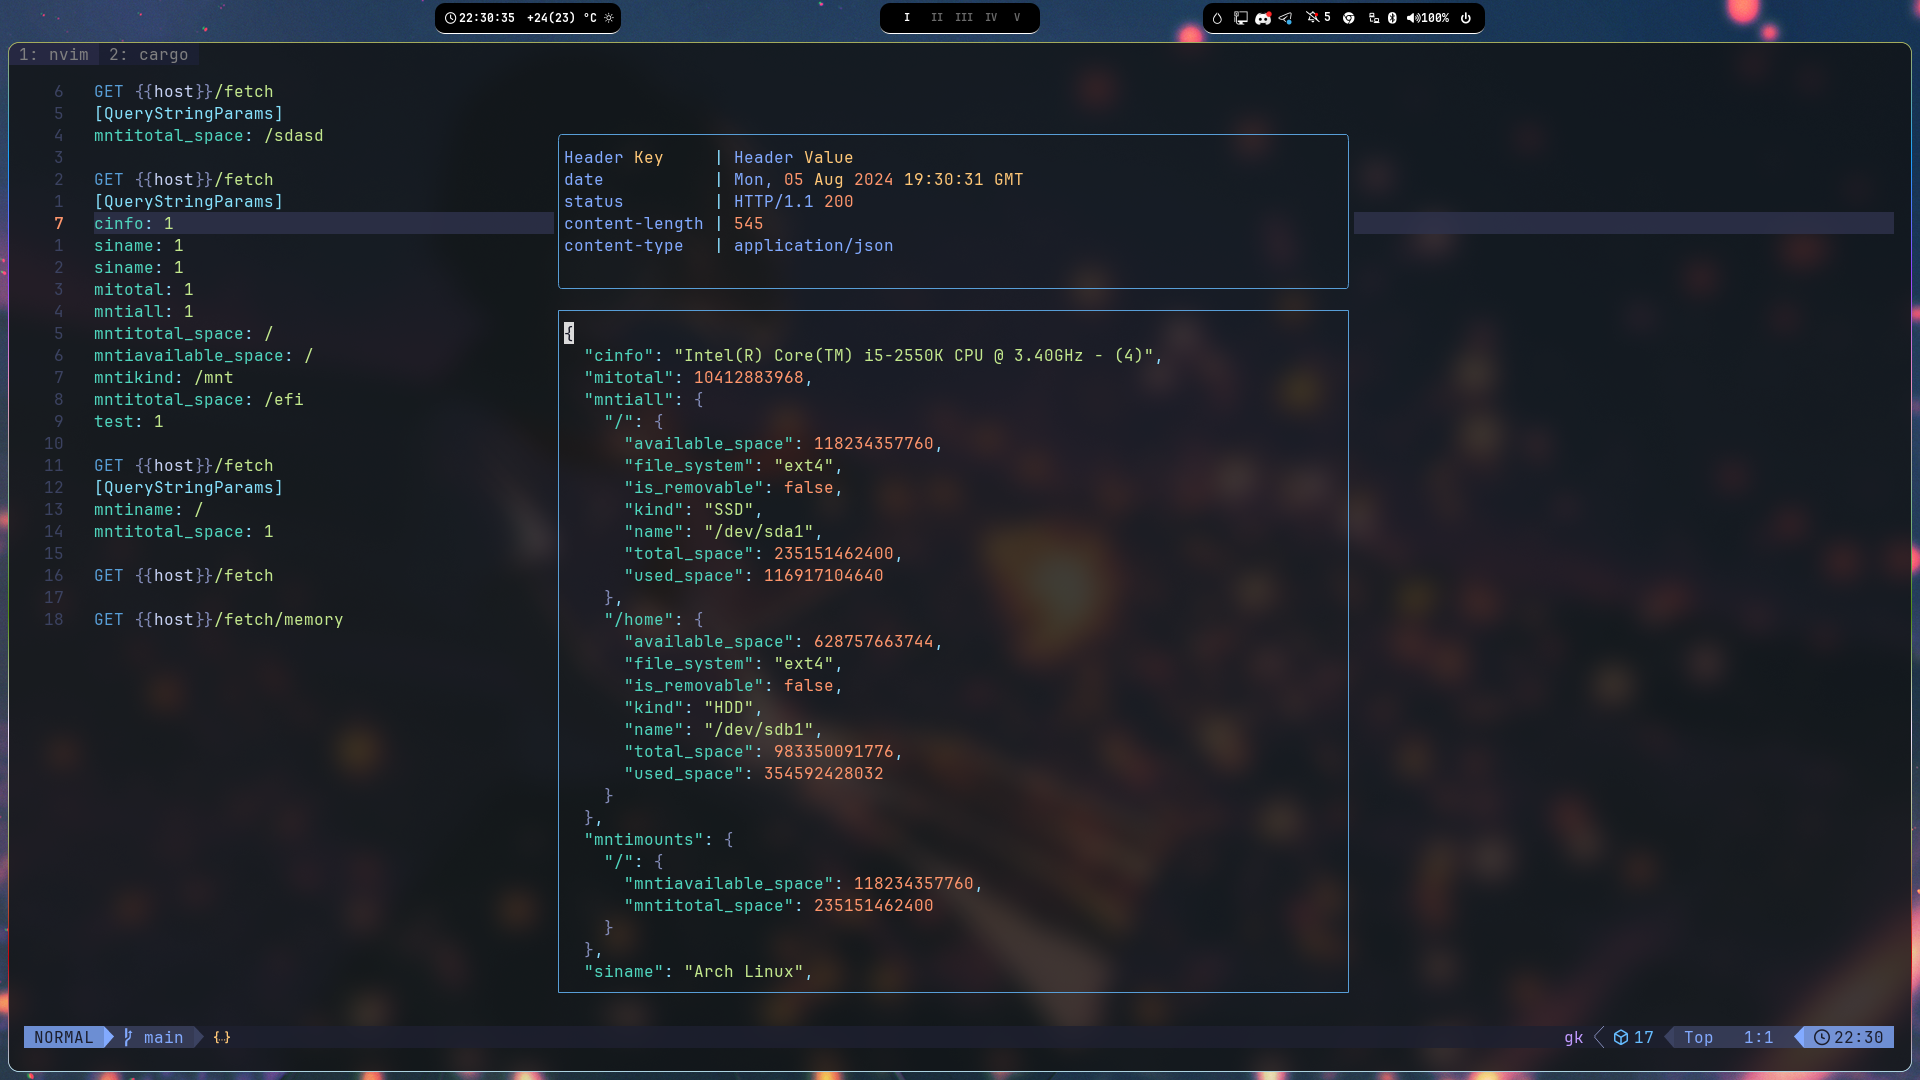 22:30:35 +24(23) °C
I II III IV V
5 100%
1: nvim 2: cargo
6 GET {{host}}/fetch
5 [QueryStringParams]
4 mntitotal_space: /sdasd
3
2 GET {{host}}/fetch
1 [QueryStringParams]
7 cinfo: 1
1 siname: 1
2 siname: 1
3 mitotal: 1
4 mntiall: 1
5 mntitotal_space: /
6 mntiavailable_space: /
7 mntikind: /mnt
8 mntitotal_space: /efi
9 test: 1
10
11 GET {{host}}/fetch
12 [QueryStringParams]
13 mntiname: /
14 mntitotal_space: 1
15
16 GET {{host}}/fetch
17
18 GET {{host}}/fetch/memory
Header Key | Header Value
date | Mon, 05 Aug 2024 19:30:31 GMT
status | HTTP/1.1 200
content-length | 545
content-type | application/json
{
"cinfo": "Intel(R) Core(TM) i5-2550K CPU @ 3.40GHz - (4)",
"mitotal": 10412883968,
"mntiall": {
"/": {
"available_space": 118234357760,
"file_system": "ext4",
"is_removable": false,
"kind": "SSD",
"name": "/dev/sda1",
"total_space": 235151462400,
"used_space": 116917104640
},
"/home": {
"available_space": 628757663744,
"file_system": "ext4",
"is_removable": false,
"kind": "HDD",
"name": "/dev/sdb1",
"total_space": 983350091776,
"used_space": 354592428032
}
},
"mntimounts": {
"/": {
"mntiavailable_space": 118234357760,
"mntitotal_space": 235151462400
}
},
"siname": "Arch Linux",
NORMAL main {..} gk 17 Top 1:1 22:30